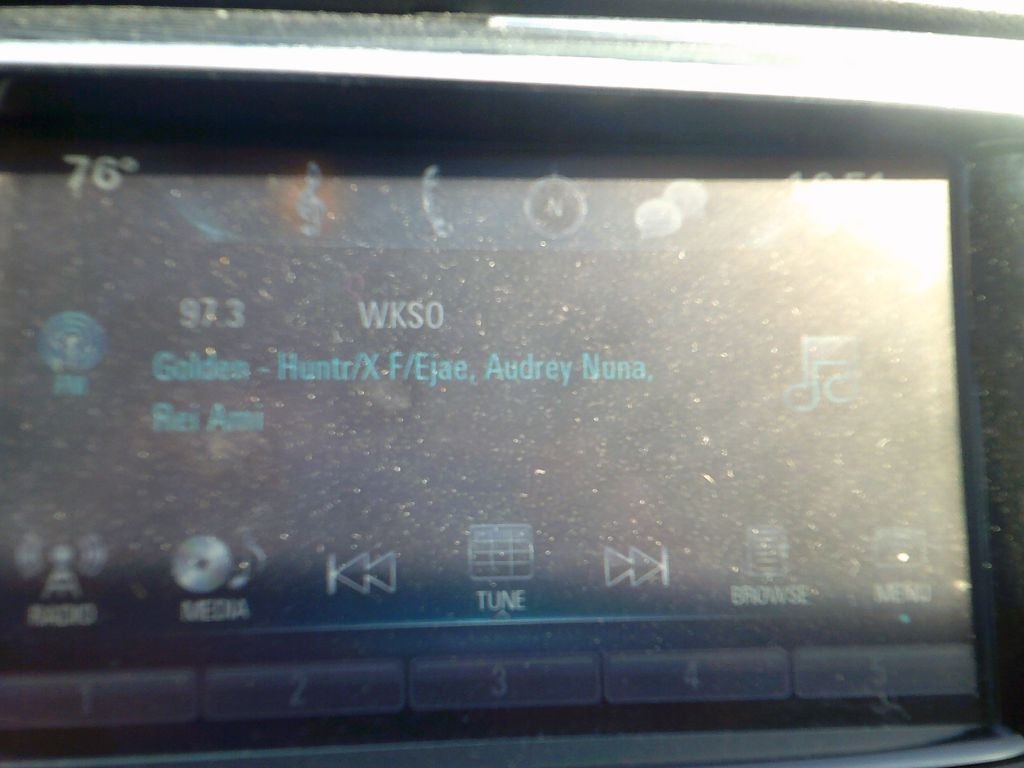 76°
N
97.3 WKSO
FM
Golden - Huntr/X F/Ejae, Audrey Nuna,
Rei Ami
RADIO MEDIA TUNE BROWSE MENU
1 2 3 4 5